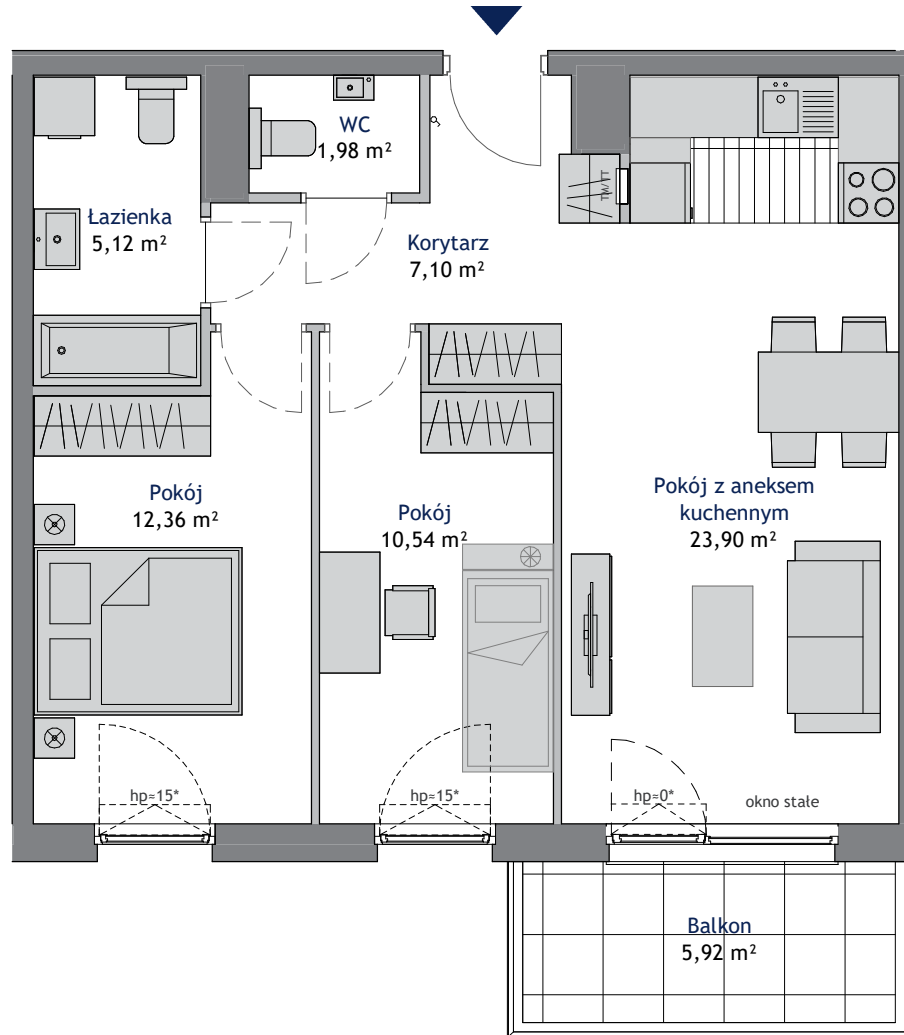 WC
1,98 m²
TM/TT
Łazienka
5,12 m²
Korytarz
7,10 m²
Pokój
12,36 m²
Pokój
10,54 m²
Pokój z aneksem
kuchennym
23,90 m²
hp≈15*
hp≈15*
hp≈0*
okno stałe
Balkon
5,92 m²